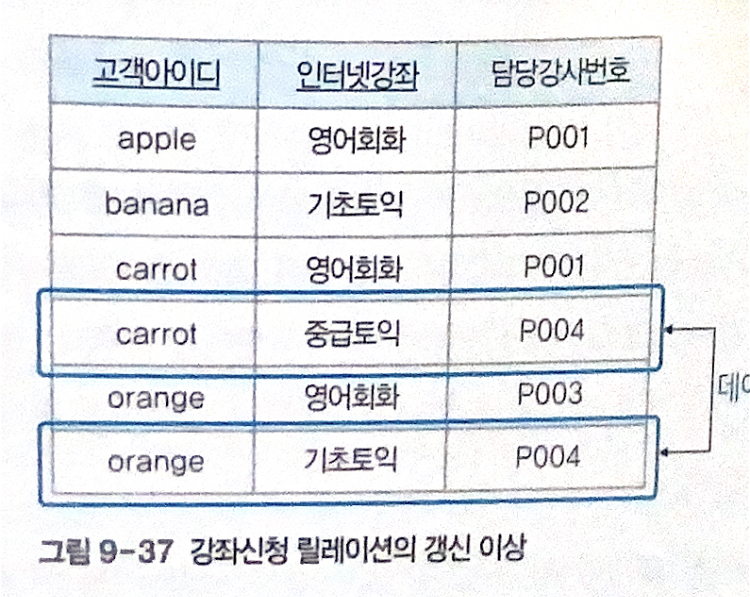 고객아이디 인터넷강좌 담당강사번호
apple 영어회화 P001
banana 기초토익 P002
carrot 영어회화 P001
carrot 중급토익 P004
orange 영어회화 P003
orange 기초토익 P004
그림 9-37 강좌신청 릴레이션의 갱신 이상